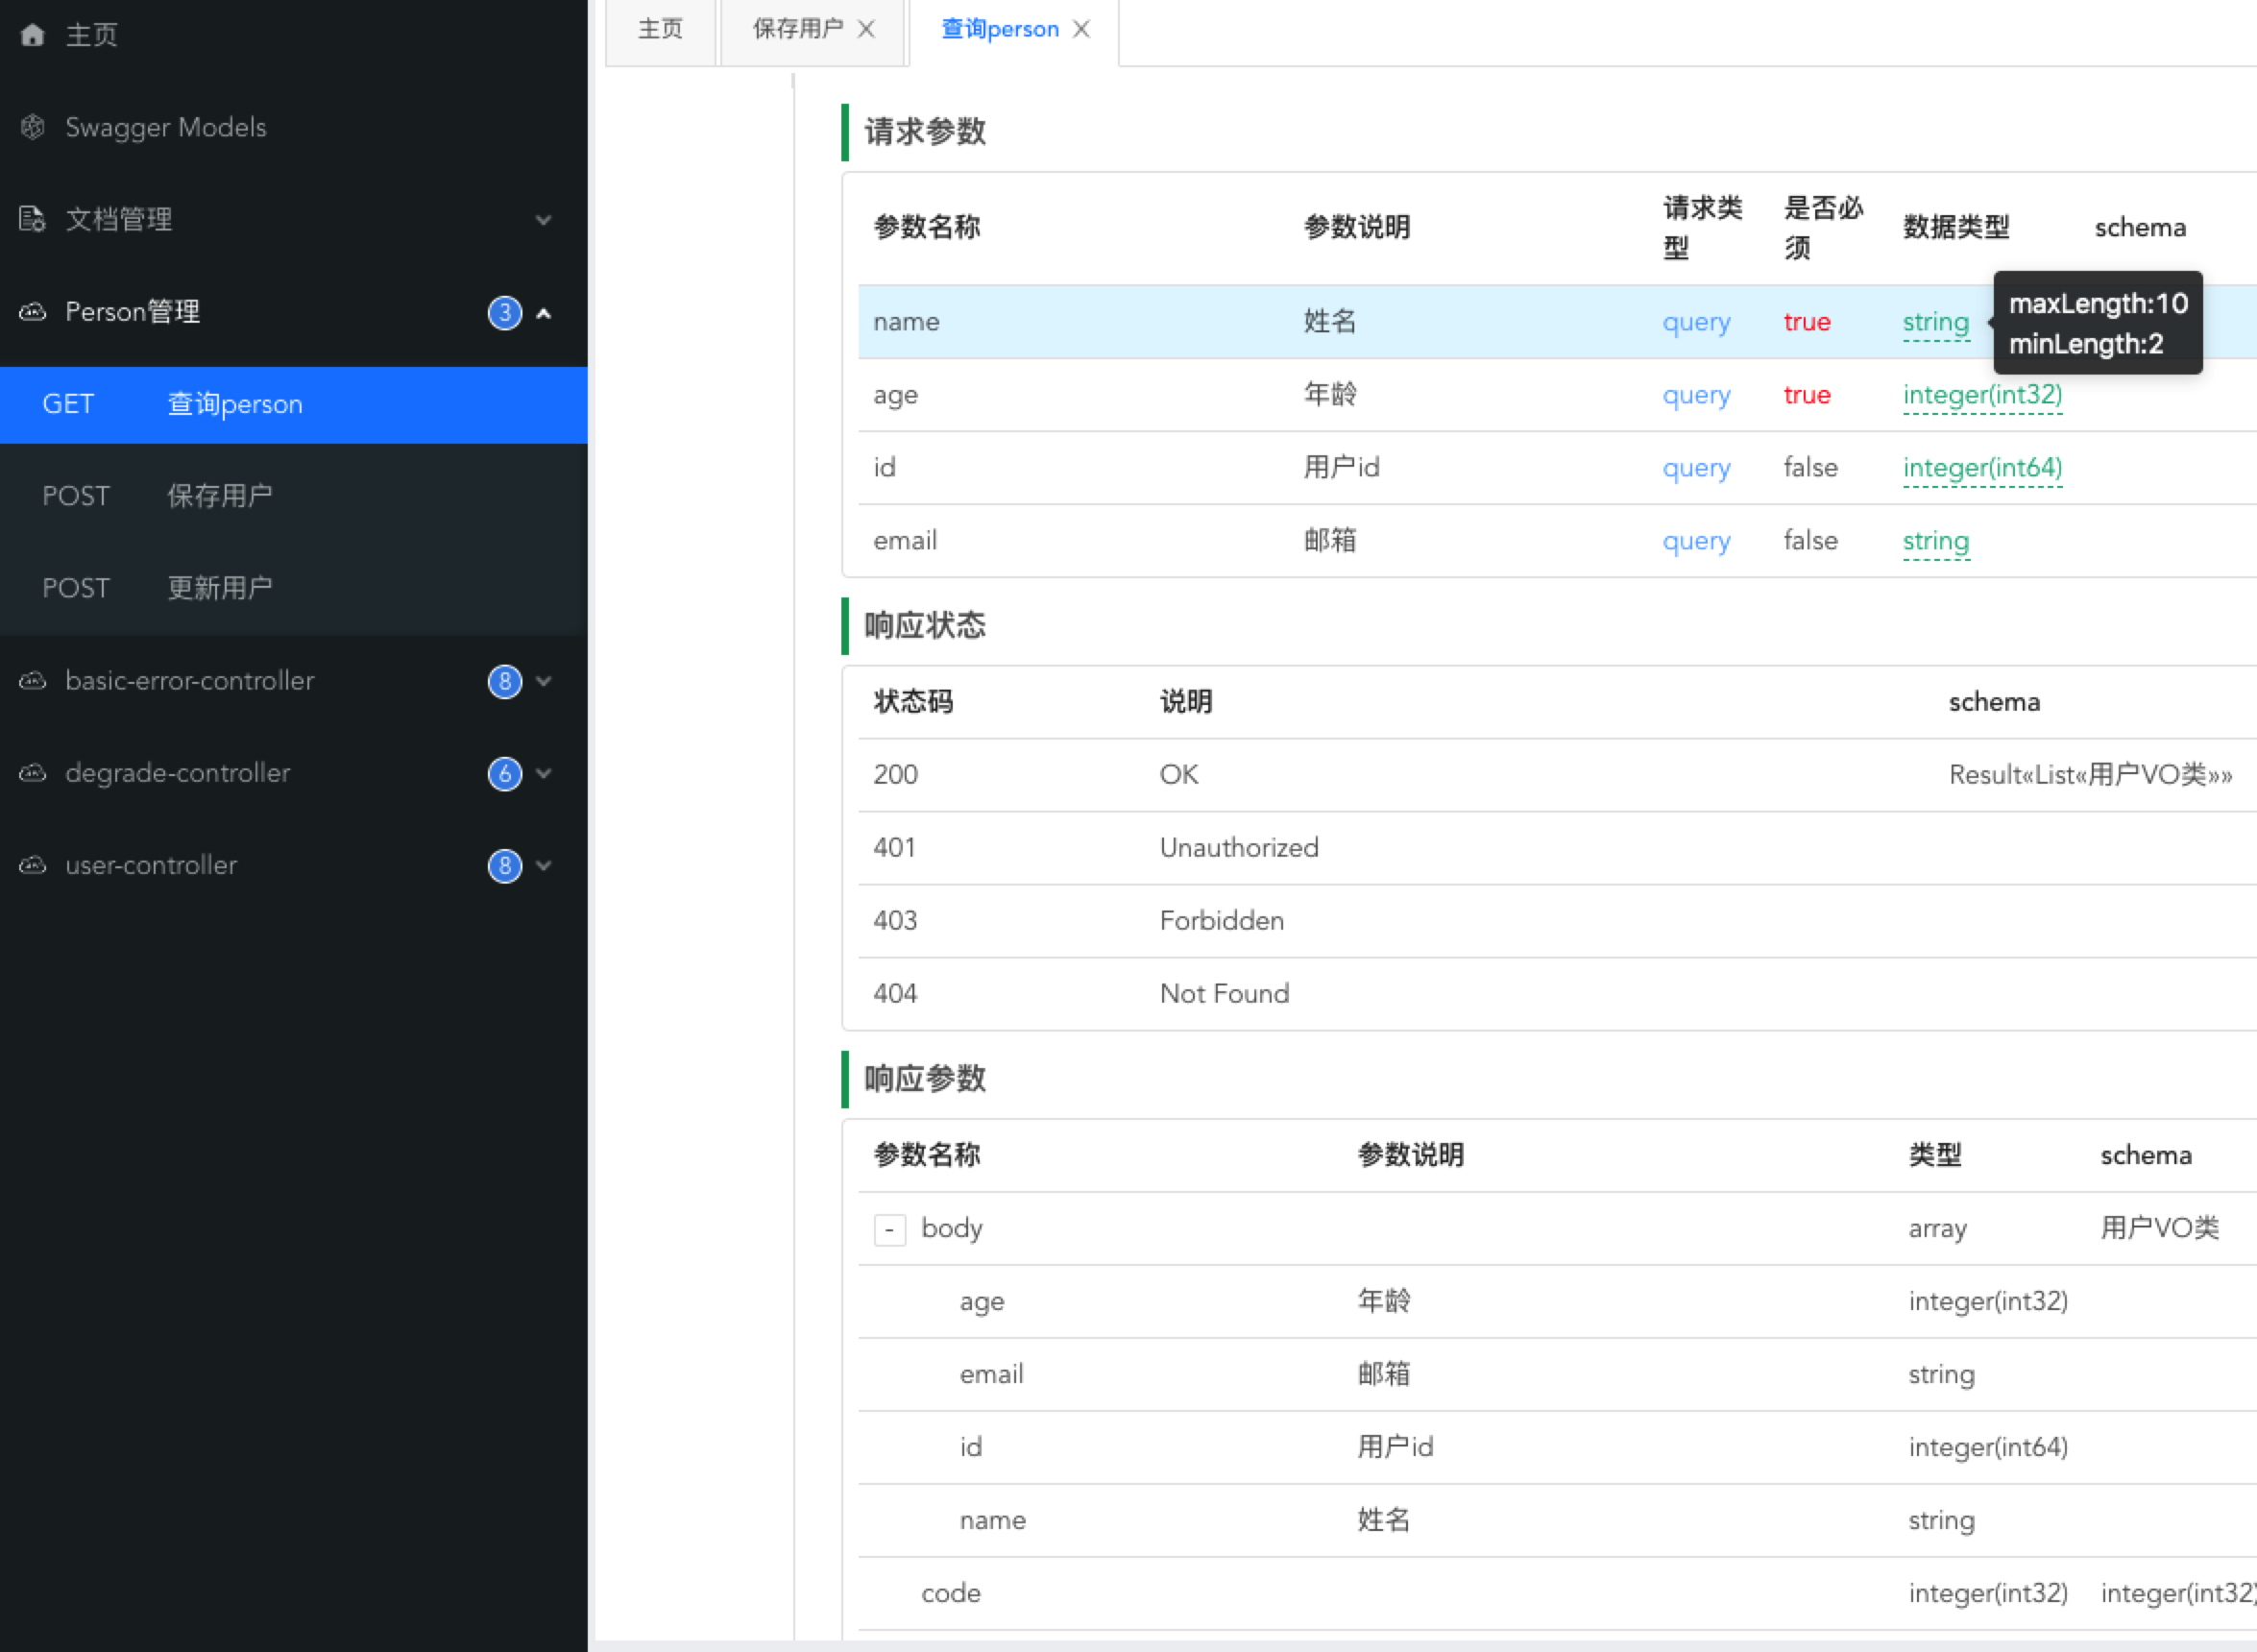 主页
Swagger Models
文档管理
Person管理 3
GET 查询person
POST 保存用户
POST 更新用户
basic-error-controller 8
degrade-controller 6
user-controller 8
主页 保存用户 查询person
请求参数
参数名称 参数说明 请求类型 是否必须 数据类型 schema
name 姓名 query true string
maxLength:10
minLength:2
age 年龄 query true integer(int32)
id 用户id query false integer(int64)
email 邮箱 query false string
响应状态
状态码 说明 schema
200 OK Result«List«用户VO类»»
401 Unauthorized
403 Forbidden
404 Not Found
响应参数
参数名称 参数说明 类型 schema
- body array 用户VO类
age 年龄 integer(int32)
email 邮箱 string
id 用户id integer(int64)
name 姓名 string
code integer(int32) integer(int32)